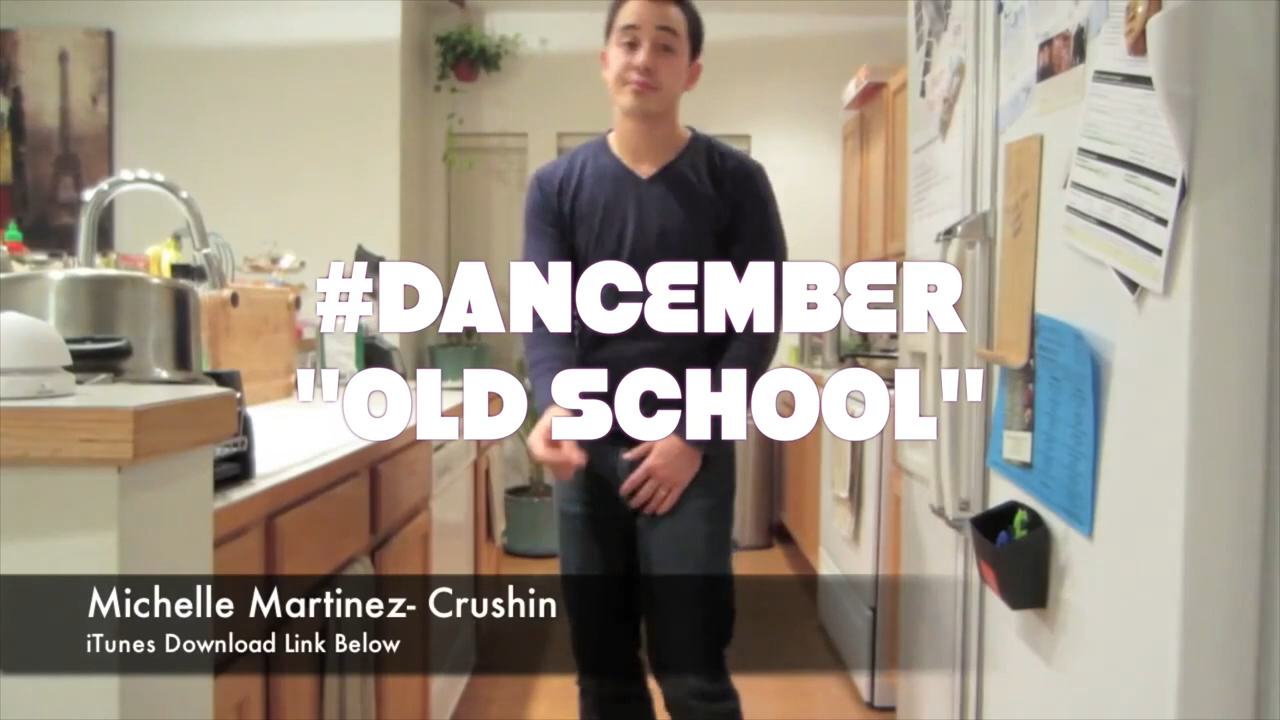 #DANCEMBER
"OLD SCHOOL"
Michelle Martinez- Crushin
iTunes Download Link Below